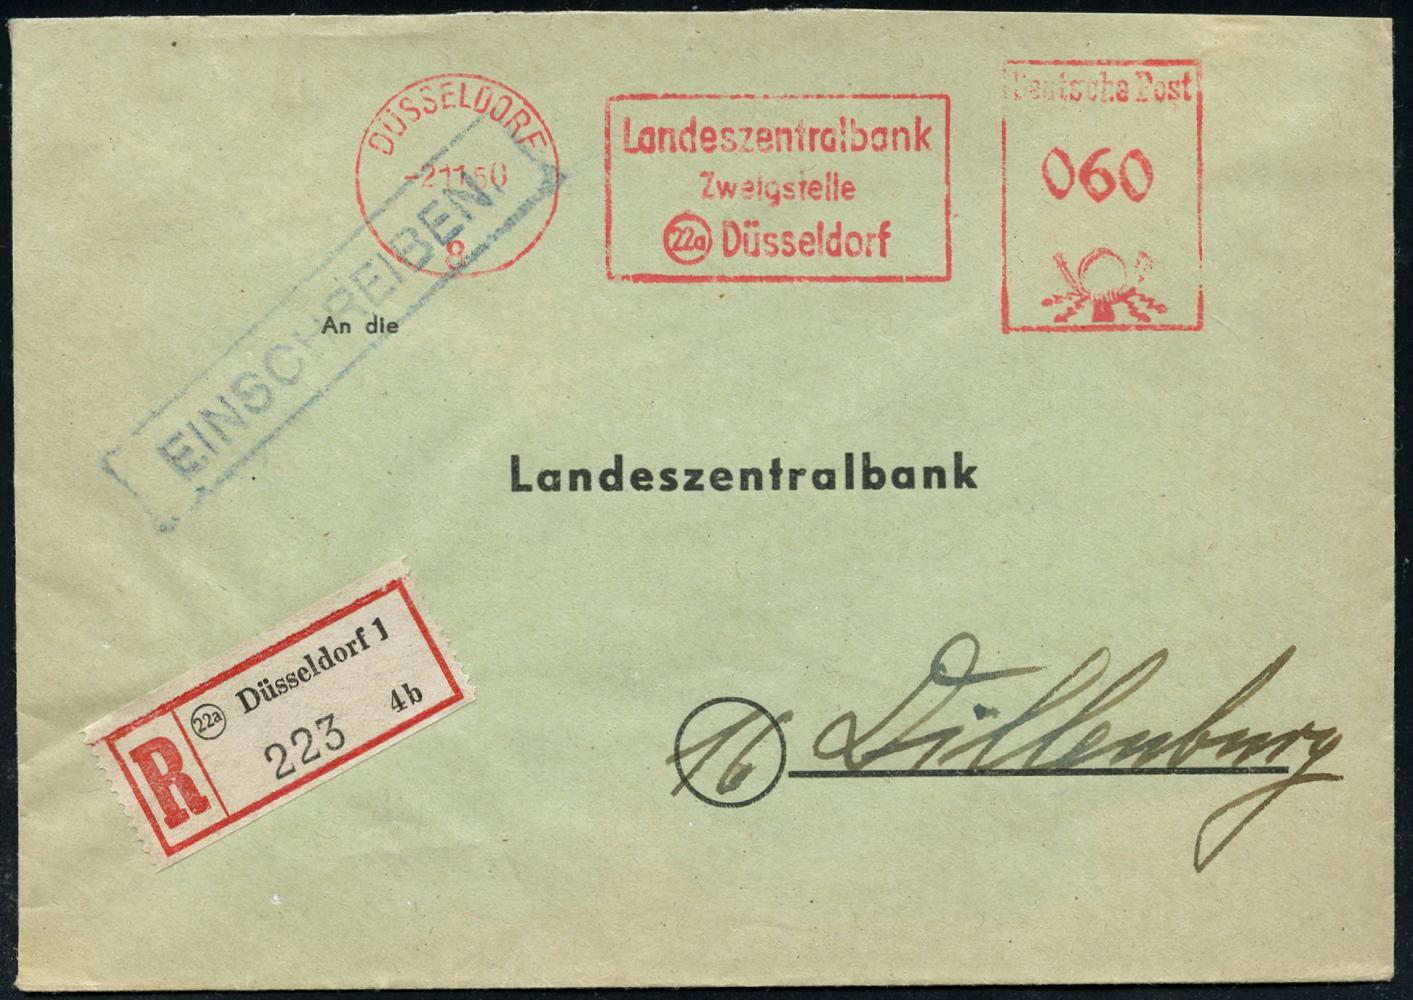 DÜSSELDORF
-2.11.50
8
Landeszentralbank
Zweigstelle
22a Düsseldorf
Deutsche Post
060
EINSCHREIBEN
An die
Landeszentralbank
R
22a Düsseldorf 1
223 4b
16 Dillenburg